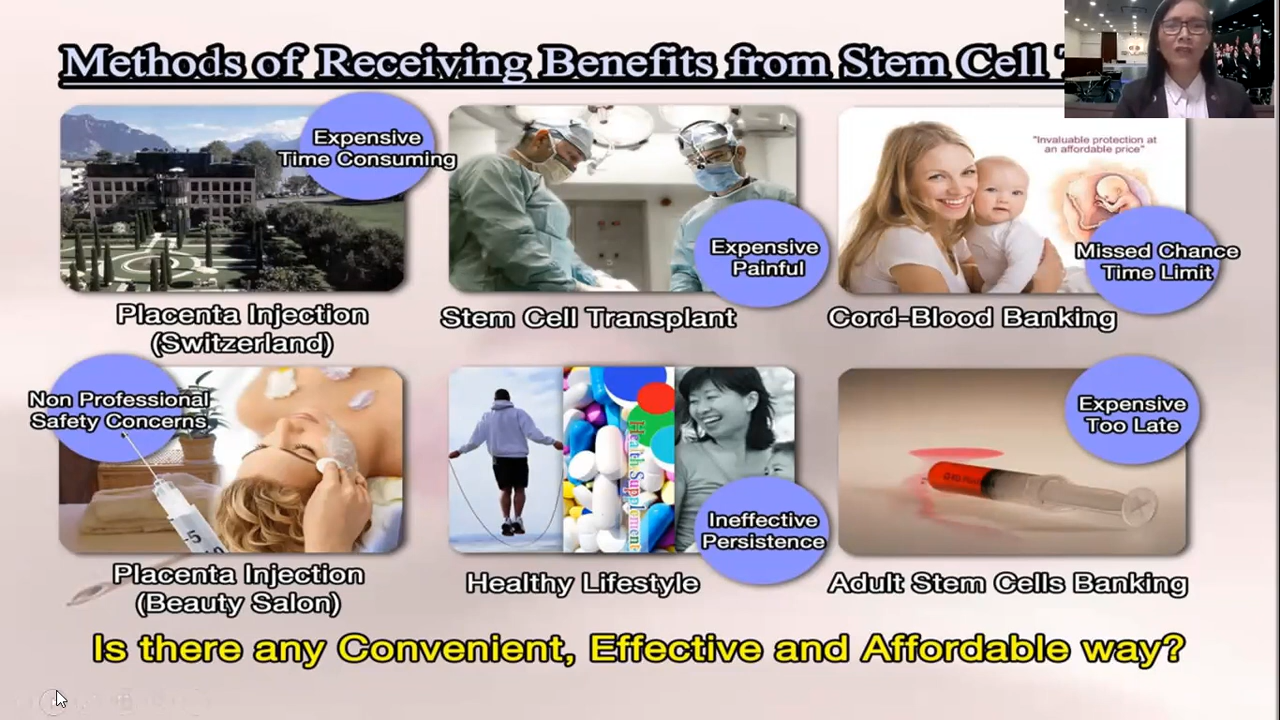 Methods of Receiving Benefits from Stem Cell
Expensive
Time Consuming
Placenta Injection
(Switzerland)
Expensive
Painful
Stem Cell Transplant
"Invaluable protection at
an affordable price"
Missed Chance
Time Limit
Cord-Blood Banking
Non Professional
Safety Concerns
Placenta Injection
(Beauty Salon)
Health Supplement
Ineffective
Persistence
Healthy Lifestyle
Expensive
Too Late
Adult Stem Cells Banking
Is there any Convenient, Effective and Affordable way?